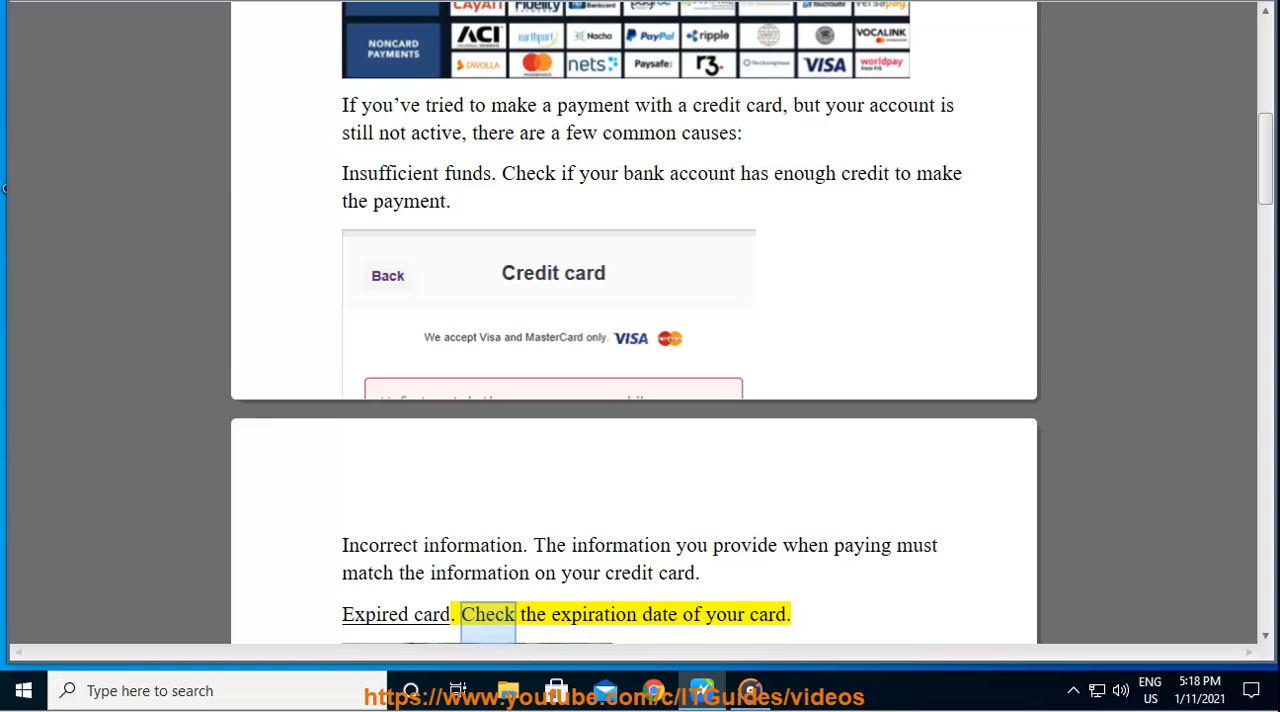 CAYAN Fidelity Bankcard
NONCARD
PAYMENTS
ACI earthport Nacha PayPal ripple VOCALINK
DWOLLA mastercard nets Paysafe: r3. VISA worldpay
If you've tried to make a payment with a credit card, but your account is
still not active, there are a few common causes:
Insufficient funds. Check if your bank account has enough credit to make
the payment.
Back
Credit card
We accept Visa and MasterCard only. VISA
Incorrect information. The information you provide when paying must
match the information on your credit card.
Expired card. Check the expiration date of your card.
Type here to search
https://www.youtube.com/c/ITGuides/videos
ENG
US
5:18 PM
1/11/2021